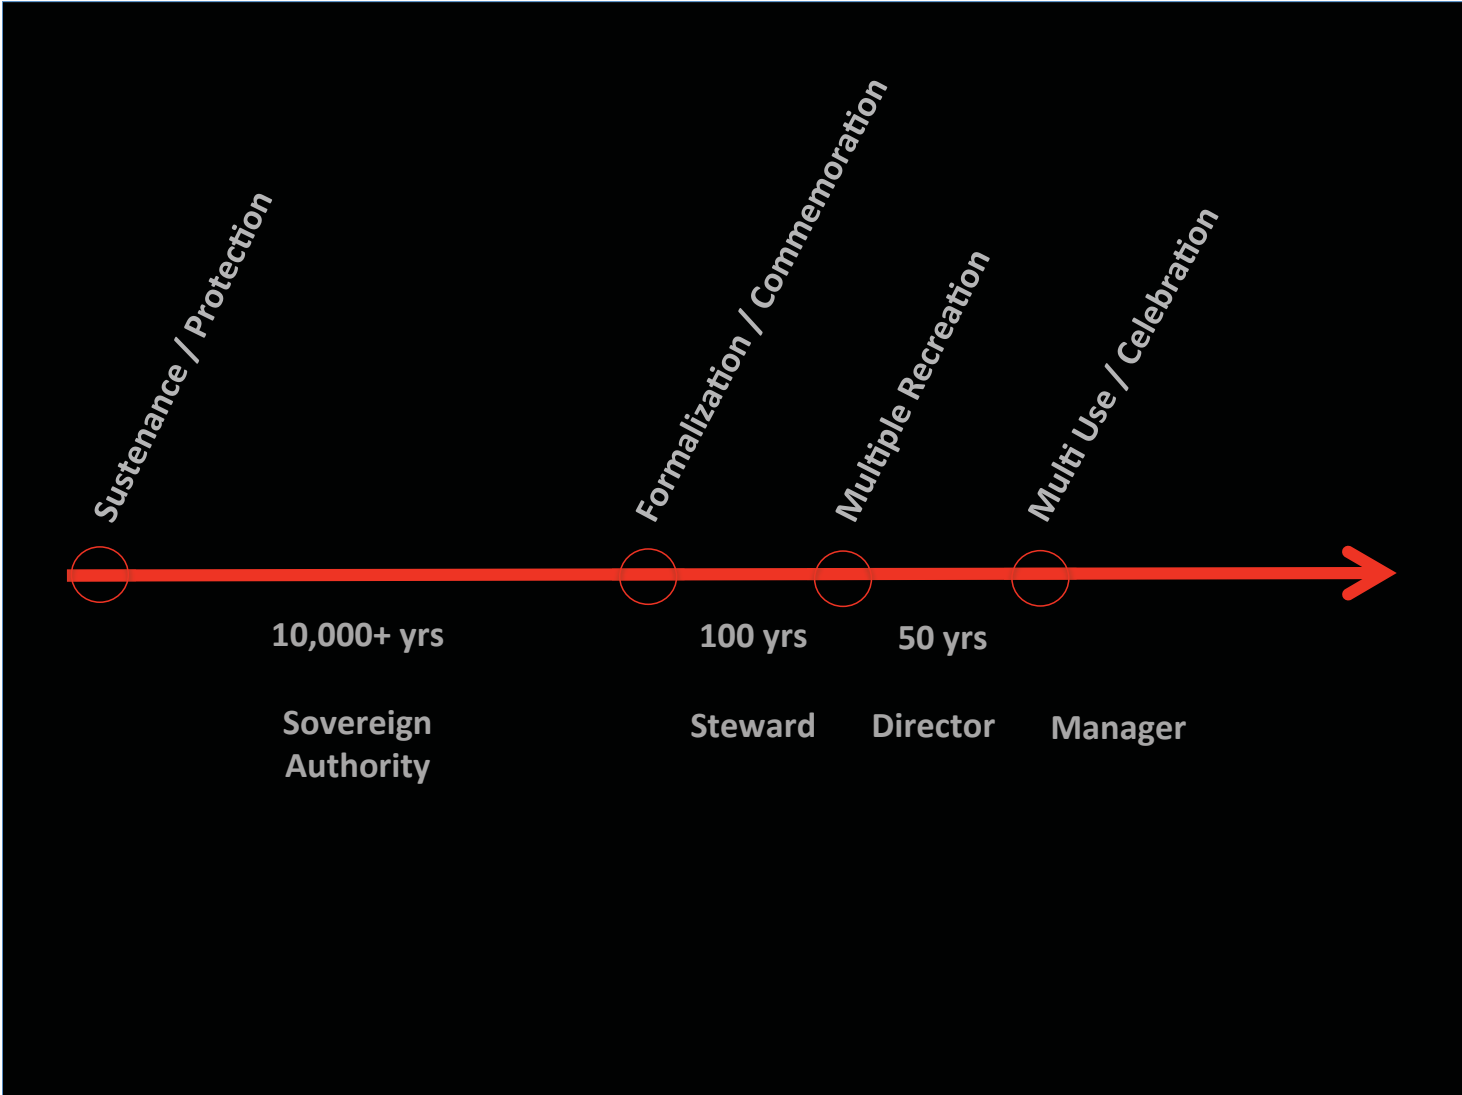 Sustenance / Protection
Formalization / Commemoration
Multiple Recreation
Multi Use / Celebration
10,000+ yrs
100 yrs
50 yrs
Sovereign
Authority
Steward
Director
Manager